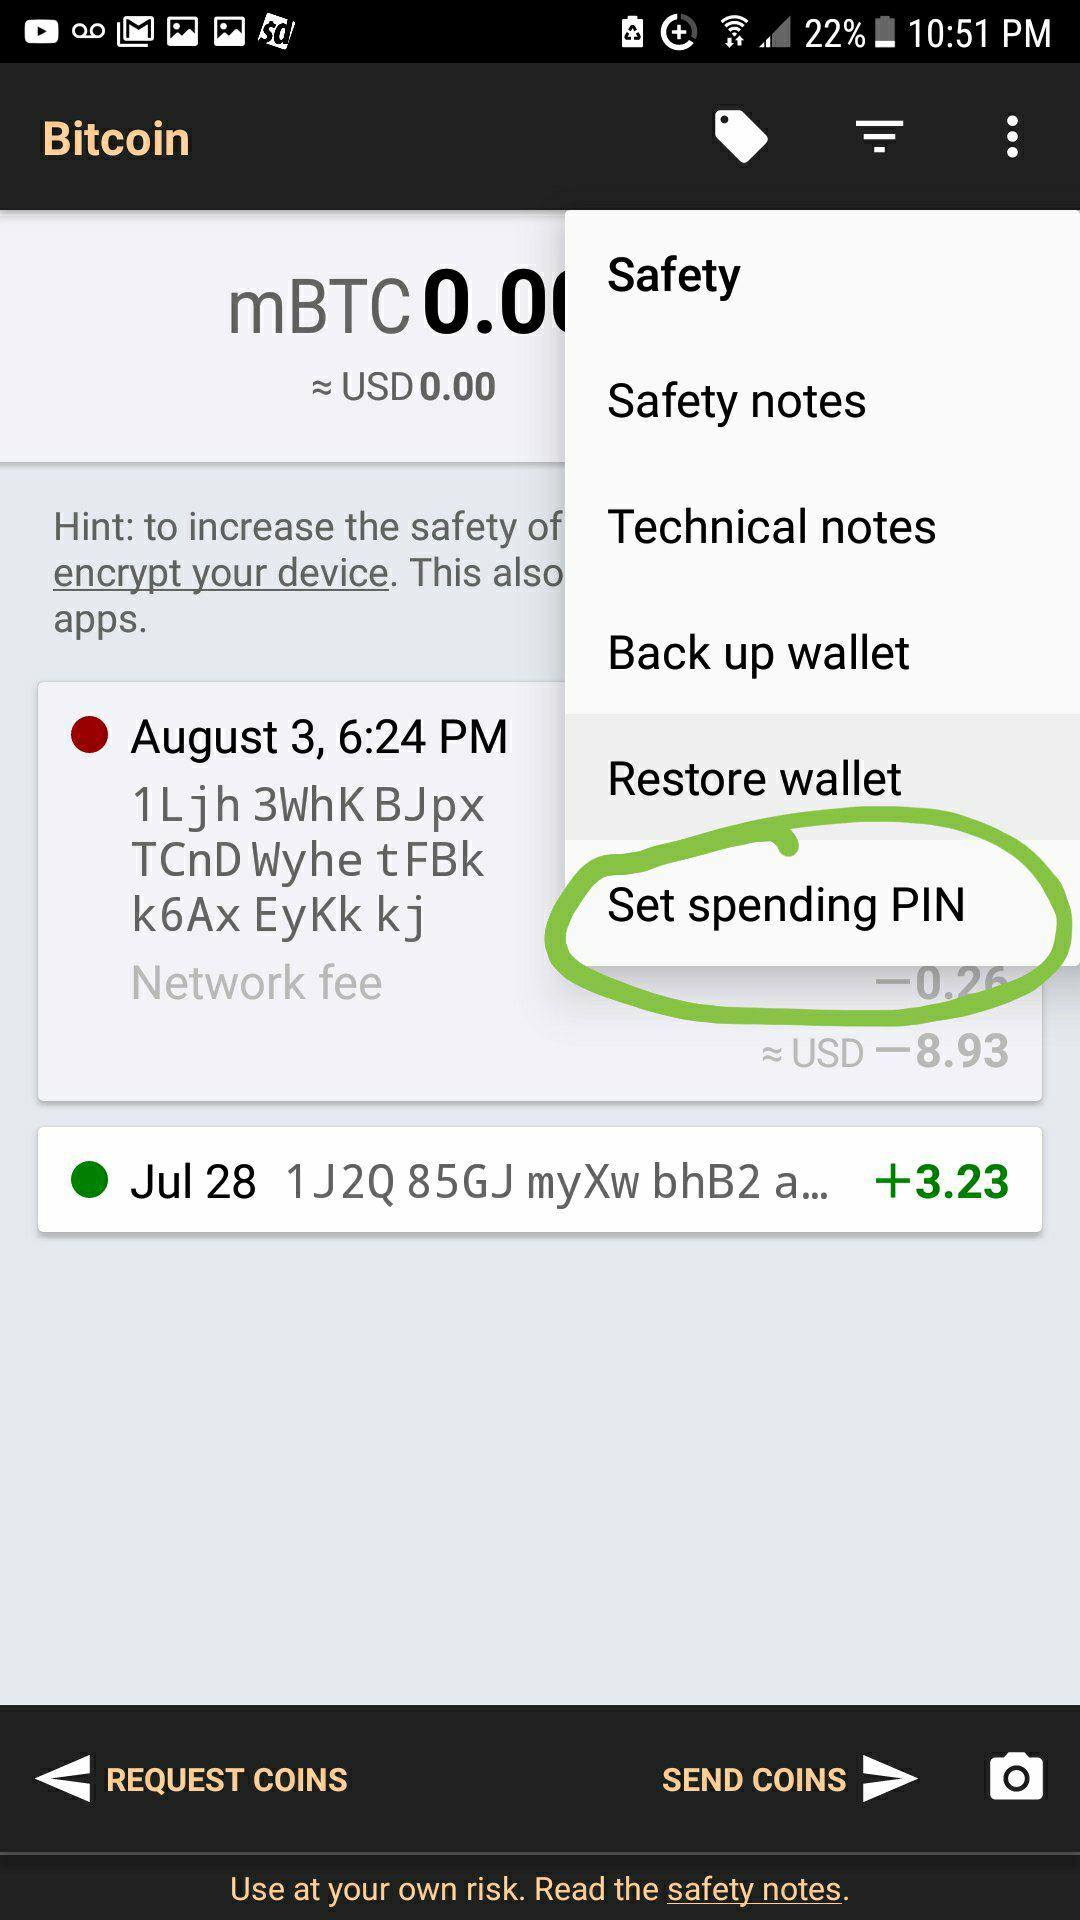 22% 10:51 PM
Bitcoin
mBTC 0.00
≈ USD 0.00
Safety
Safety notes
Technical notes
Back up wallet
Restore wallet
Set spending PIN
Hint: to increase the safety of
encrypt your device. This also
apps.
August 3, 6:24 PM
1Ljh 3WhK BJpx
TCnD Wyhe tFBk
k6Ax EyKk kj
Network fee −0.26
≈ USD −8.93
Jul 28 1J2Q 85GJ myXw bhB2 a… +3.23
REQUEST COINS SEND COINS
Use at your own risk. Read the safety notes.